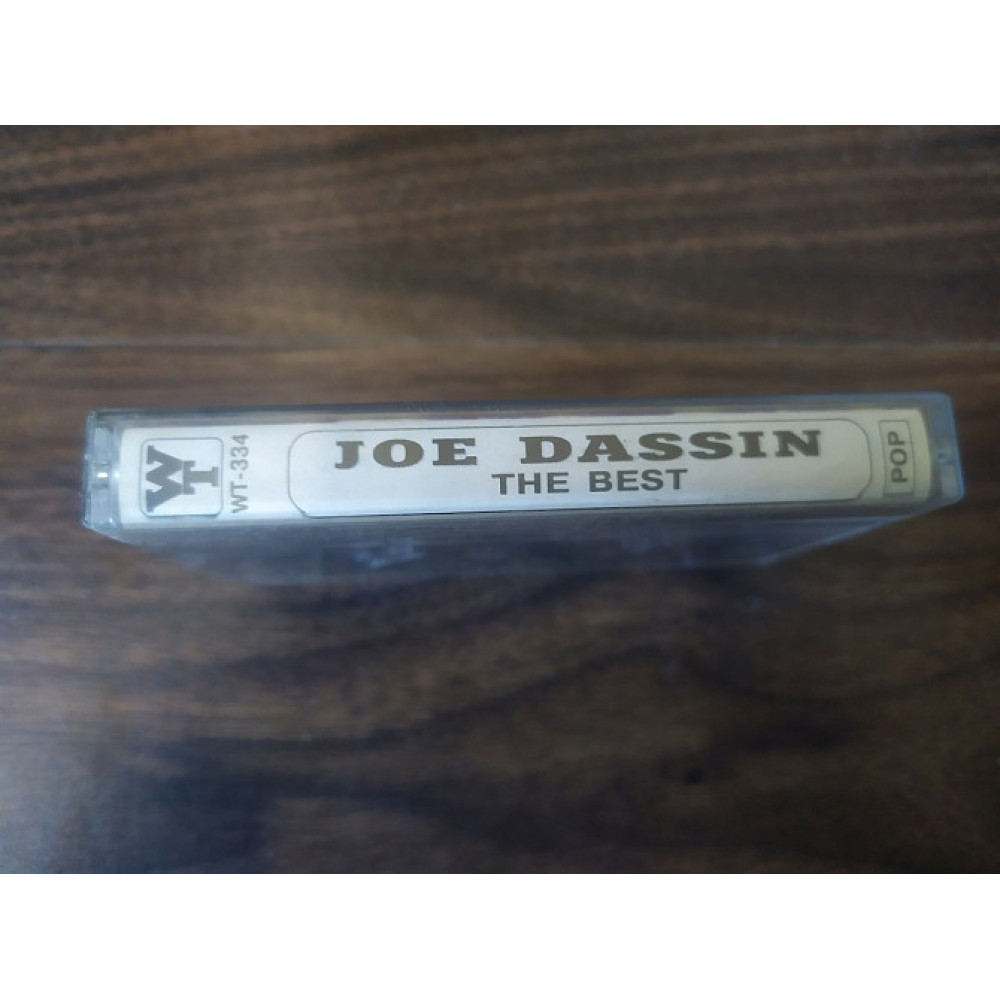 WT
WT-334
JOE DASSIN
THE BEST
POP